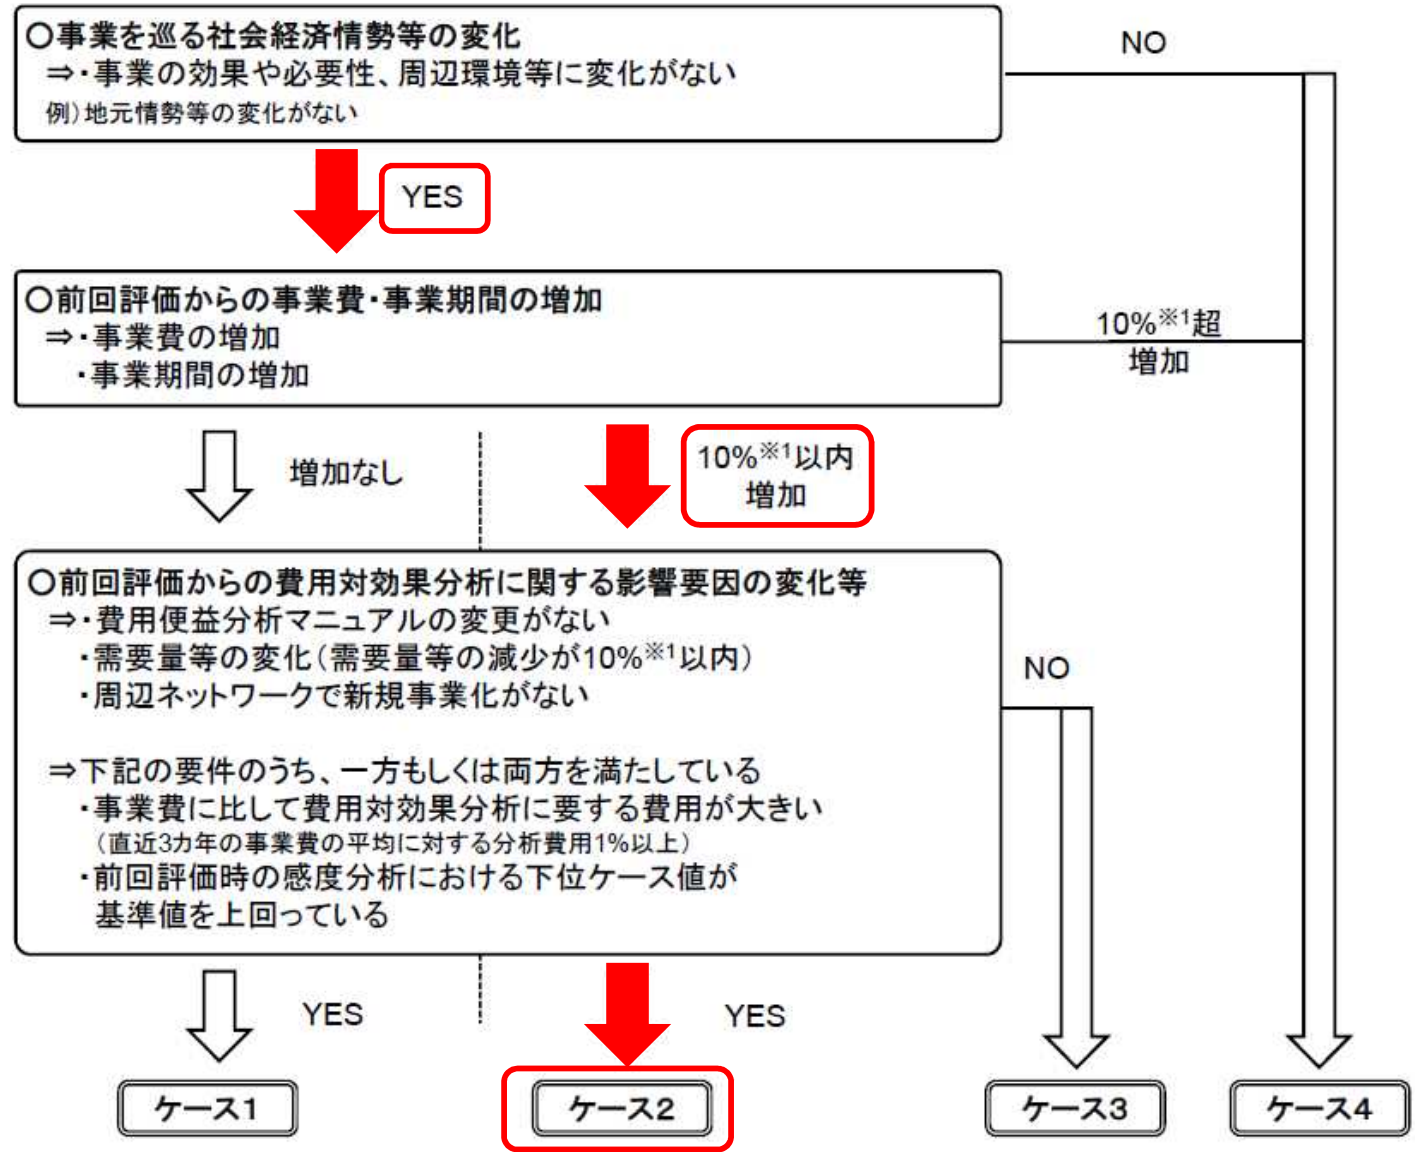 〇事業を巡る社会経済情勢等の変化
⇒・事業の効果や必要性、周辺環境等に変化がない
例）地元情勢等の変化がない
NO
YES
〇前回評価からの事業費・事業期間の増加
⇒・事業費の増加
・事業期間の増加
10%※1超
増加
増加なし
10%※1以内
増加
〇前回評価からの費用対効果分析に関する影響要因の変化等
⇒・費用便益分析マニュアルの変更がない
・需要量等の変化（需要量等の減少が10%※1以内）
・周辺ネットワークで新規事業化がない
⇒下記の要件のうち、一方もしくは両方を満たしている
・事業費に比して費用対効果分析に要する費用が大きい
（直近3カ年の事業費の平均に対する分析費用1%以上）
・前回評価時の感度分析における下位ケース値が
基準値を上回っている
NO
YES
YES
ケース1
ケース2
ケース3
ケース4